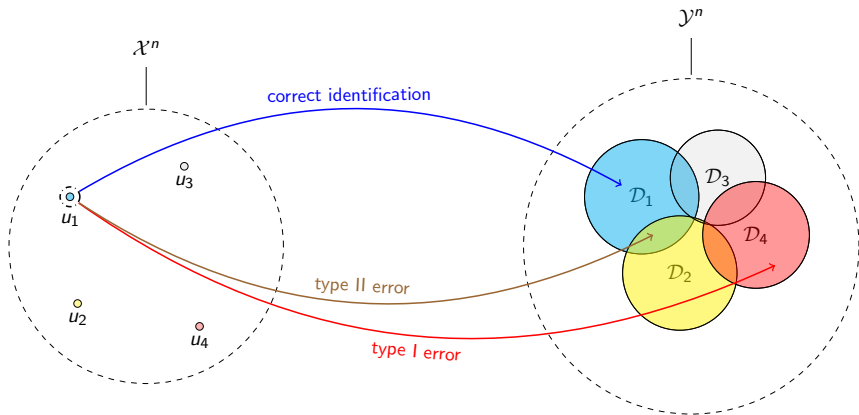 𝒳ⁿ
𝒴ⁿ
correct identification
u₁
u₃
𝒟₁
𝒟₃
𝒟₄
𝒟₂
type II error
u₂
u₄
type I error